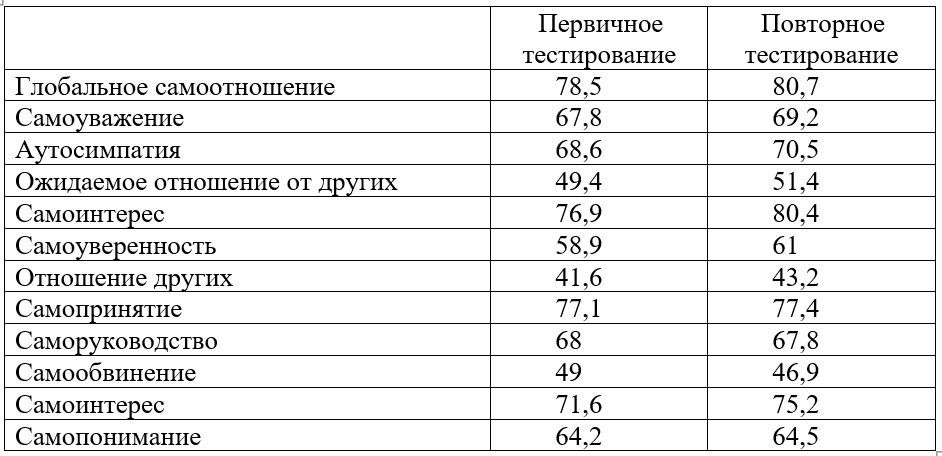 Первичное тестирование Повторное тестирование
Глобальное самоотношение 78,5 80,7
Самоуважение 67,8 69,2
Аутосимпатия 68,6 70,5
Ожидаемое отношение от других 49,4 51,4
Самоинтерес 76,9 80,4
Самоуверенность 58,9 61
Отношение других 41,6 43,2
Самопринятие 77,1 77,4
Саморуководство 68 67,8
Самообвинение 49 46,9
Самоинтерес 71,6 75,2
Самопонимание 64,2 64,5